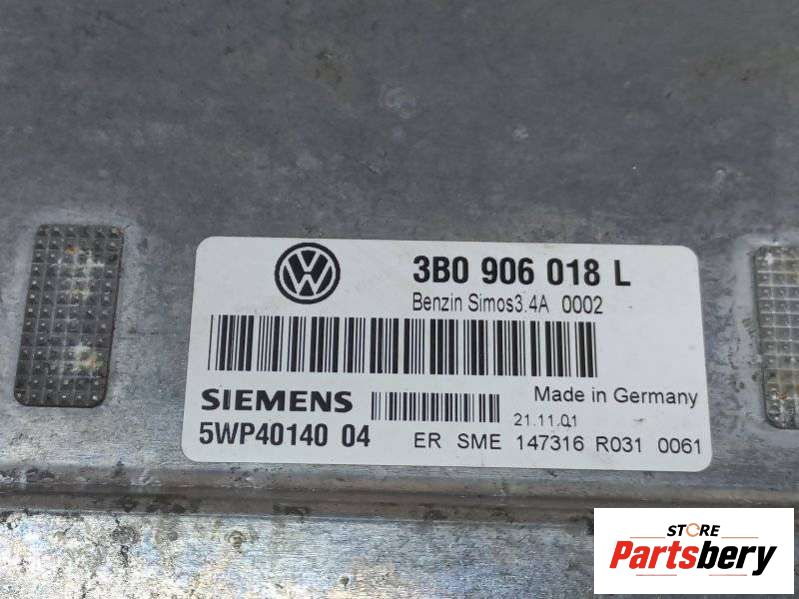 3B0 906 018 L
Benzin Simos3.4A 0002
Made in Germany
SIEMENS
21.11.01
5WP40140 04
ER SME 147316 R031 0061
STORE
Partsbery